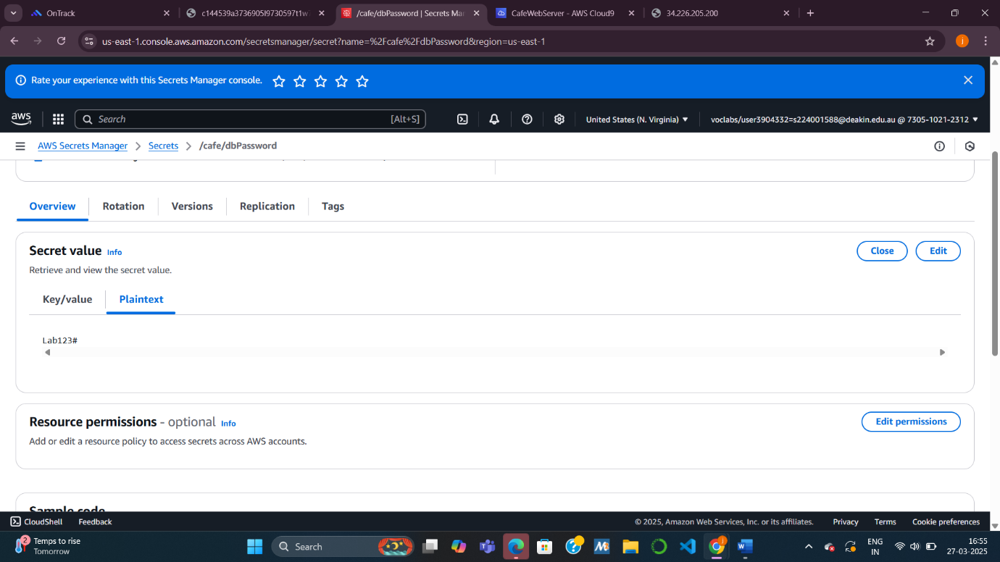 OnTrack
c144539a3736905l9730597t1w
/cafe/dbPassword | Secrets Mar
CafeWebServer - AWS Cloud9
34.226.205.200
us-east-1.console.aws.amazon.com/secretsmanager/secret?name=%2Fcafe%2FdbPassword&region=us-east-1
j
Rate your experience with this Secrets Manager console.
aws
Search
[Alt+S]
United States (N. Virginia)
voclabs/user3904332=s224001588@deakin.edu.au @ 7305-1021-2312
AWS Secrets Manager
Secrets
/cafe/dbPassword
Overview
Rotation
Versions
Replication
Tags
Secret value
Info
Close
Edit
Retrieve and view the secret value.
Key/value
Plaintext
Lab123#
Resource permissions - optional
Info
Edit permissions
Add or edit a resource policy to access secrets across AWS accounts.
Sample code
CloudShell
Feedback
© 2025, Amazon Web Services, Inc. or its affiliates.
Privacy
Terms
Cookie preferences
2
Temps to rise
Tomorrow
Search
ENG
IN
16:55
27-03-2025